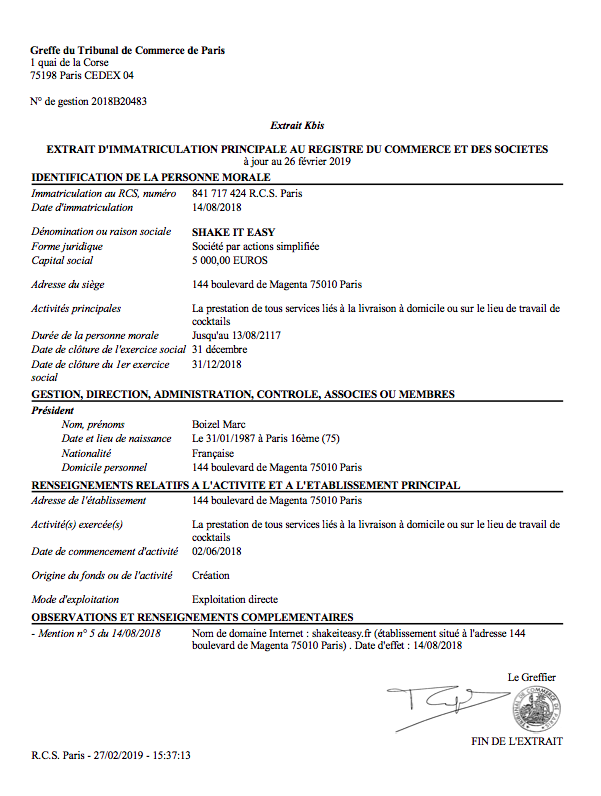 Greffe du Tribunal de Commerce de Paris
1 quai de la Corse
75198 Paris CEDEX 04
N° de gestion 2018B20483
Extrait Kbis
EXTRAIT D'IMMATRICULATION PRINCIPALE AU REGISTRE DU COMMERCE ET DES SOCIETES
à jour au 26 février 2019
IDENTIFICATION DE LA PERSONNE MORALE
Immatriculation au RCS, numéro 841 717 424 R.C.S. Paris
Date d'immatriculation 14/08/2018
Dénomination ou raison sociale SHAKE IT EASY
Forme juridique Société par actions simplifiée
Capital social 5 000,00 EUROS
Adresse du siège 144 boulevard de Magenta 75010 Paris
Activités principales La prestation de tous services liés à la livraison à domicile ou sur le lieu de travail de
cocktails
Durée de la personne morale Jusqu'au 13/08/2117
Date de clôture de l'exercice social 31 décembre
Date de clôture du 1er exercice 31/12/2018
social
GESTION, DIRECTION, ADMINISTRATION, CONTROLE, ASSOCIES OU MEMBRES
Président
Nom, prénoms Boizel Marc
Date et lieu de naissance Le 31/01/1987 à Paris 16ème (75)
Nationalité Française
Domicile personnel 144 boulevard de Magenta 75010 Paris
RENSEIGNEMENTS RELATIFS A L'ACTIVITE ET A L'ETABLISSEMENT PRINCIPAL
Adresse de l'établissement 144 boulevard de Magenta 75010 Paris
Activité(s) exercée(s) La prestation de tous services liés à la livraison à domicile ou sur le lieu de travail de
cocktails
Date de commencement d'activité 02/06/2018
Origine du fonds ou de l'activité Création
Mode d'exploitation Exploitation directe
OBSERVATIONS ET RENSEIGNEMENTS COMPLEMENTAIRES
- Mention n° 5 du 14/08/2018 Nom de domaine Internet : shakeiteasy.fr (établissement situé à l'adresse 144
boulevard de Magenta 75010 Paris) . Date d'effet : 14/08/2018
Le Greffier
TRIBUNAL DE COMMERCE DE PARIS
FIN DE L'EXTRAIT
R.C.S. Paris - 27/02/2019 - 15:37:13